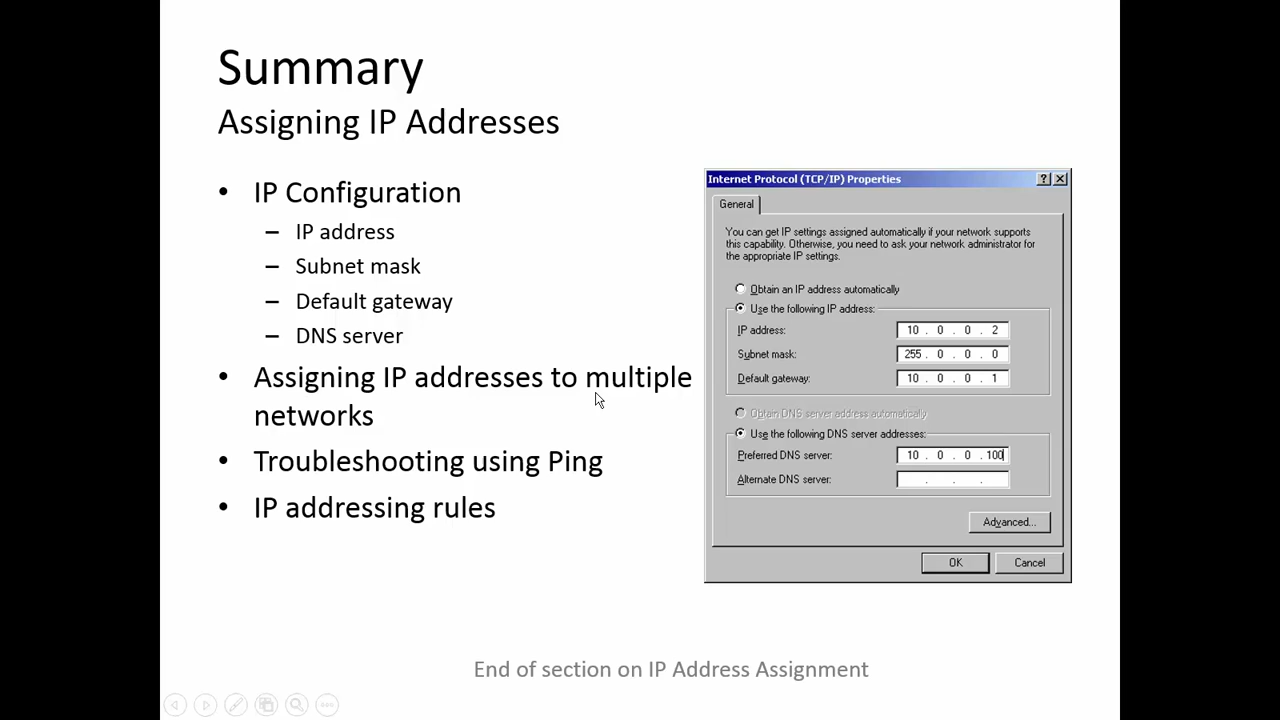 Summary
Assigning IP Addresses
• IP Configuration
– IP address
– Subnet mask
– Default gateway
– DNS server
• Assigning IP addresses to multiple
networks
• Troubleshooting using Ping
• IP addressing rules
Internet Protocol (TCP/IP) Properties
General
You can get IP settings assigned automatically if your network supports
this capability. Otherwise, you need to ask your network administrator for
the appropriate IP settings.
Obtain an IP address automatically
Use the following IP address:
IP address: 10 . 0 . 0 . 2
Subnet mask: 255 . 0 . 0 . 0
Default gateway: 10 . 0 . 0 . 1
Obtain DNS server address automatically
Use the following DNS server addresses:
Preferred DNS server: 10 . 0 . 0 . 100
Alternate DNS server: . . .
Advanced...
OK Cancel
End of section on IP Address Assignment